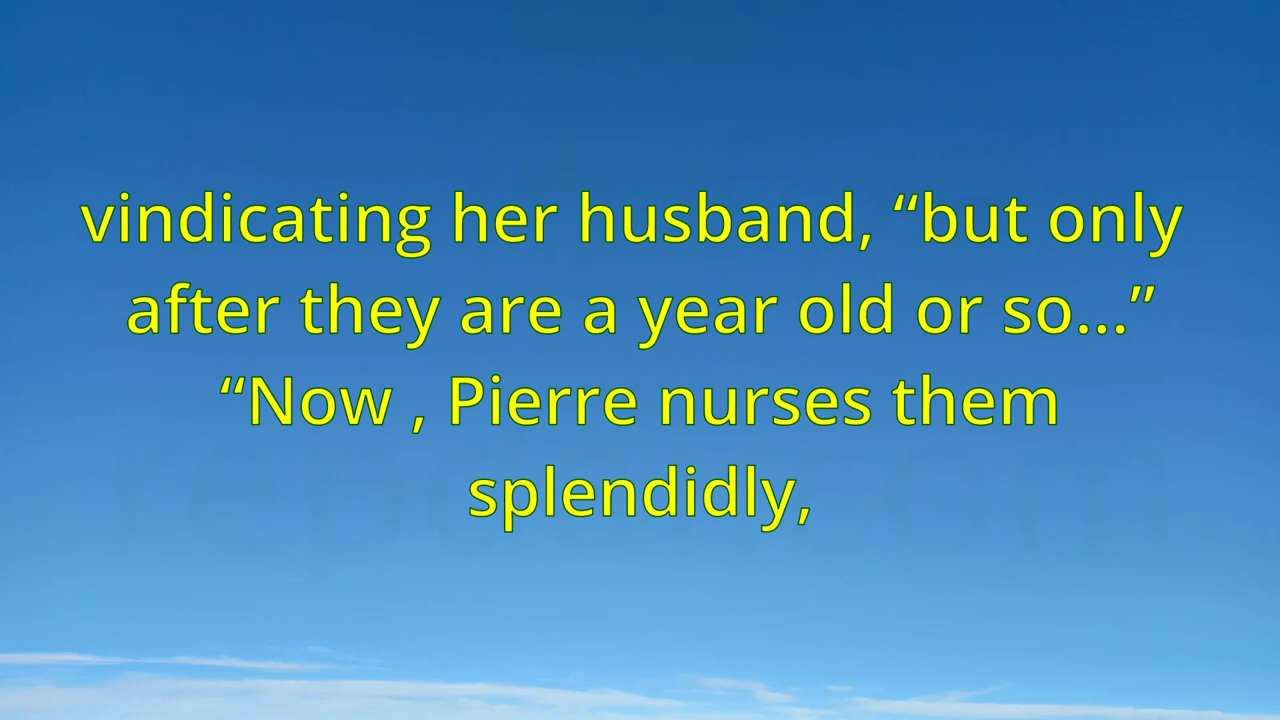 vindicating her husband, “but only
after they are a year old or so...”
“Now , Pierre nurses them
splendidly,